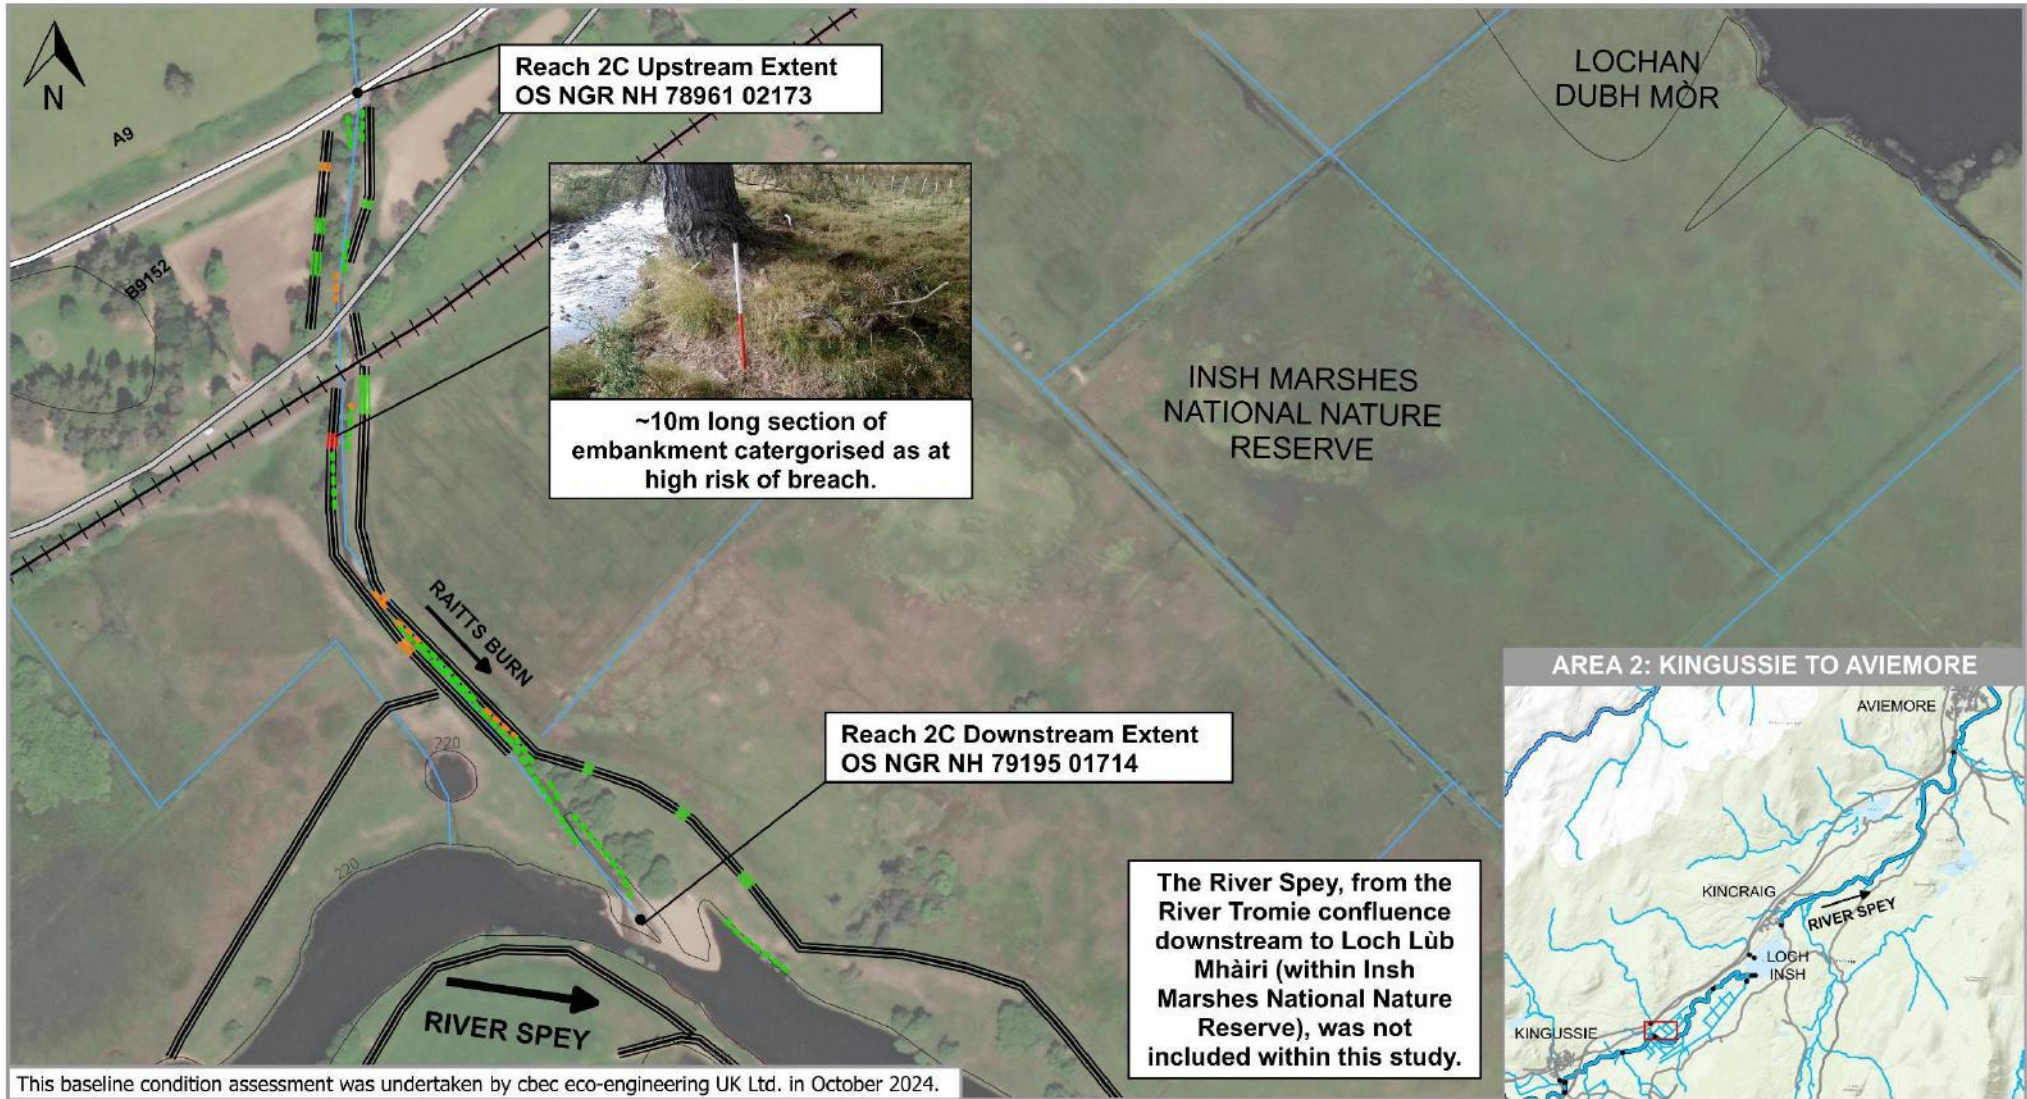 N
A9
B9152
Reach 2C Upstream Extent
OS NGR NH 78961 02173
LOCHAN
DUBH MÒR
~10m long section of
embankment catergorised as at
high risk of breach.
INSH MARSHES
NATIONAL NATURE
RESERVE
RAITTS BURN
220
220
Reach 2C Downstream Extent
OS NGR NH 79195 01714
RIVER SPEY
The River Spey, from the
River Tromie confluence
downstream to Loch Lùb
Mhàiri (within Insh
Marshes National Nature
Reserve), was not
included within this study.
AREA 2: KINGUSSIE TO AVIEMORE
AVIEMORE
KINCRAIG
RIVER SPEY
LOCH
INSH
KINGUSSIE
This baseline condition assessment was undertaken by cbec eco-engineering UK Ltd. in October 2024.